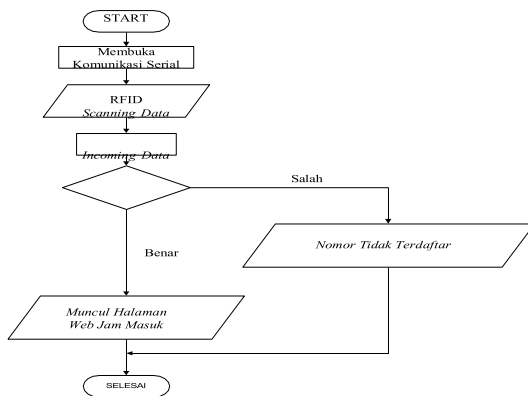 START
Membuka
Komunikasi Serial
RFID
Scanning Data
Incoming Data
Salah
Nomor Tidak Terdaftar
Benar
Muncul Halaman
Web Jam Masuk
SELESAI